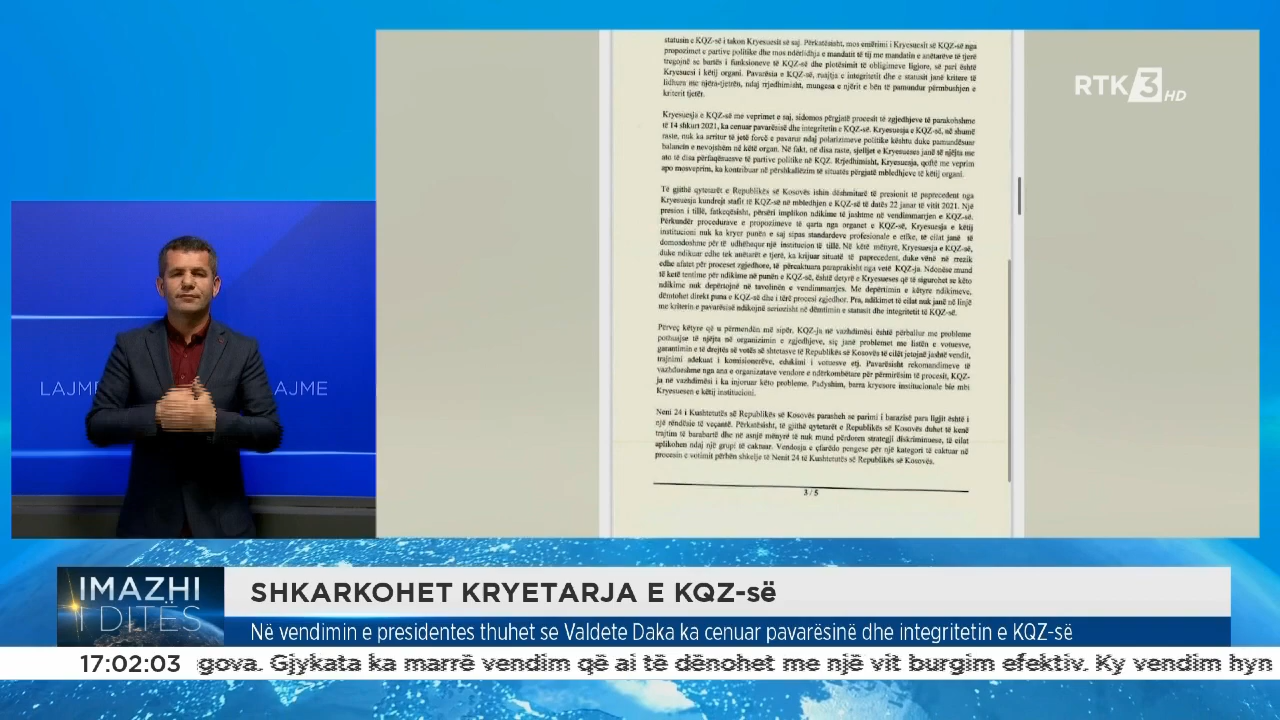 statusin e KQZ-së i takon Kryesuesit së saj. Përkatësisht, mos emërimi i Kryesuesit së KQZ-së nga
propozimet e partive politike dhe mos ndërlidhja e mandatit të tij me mandatin e anëtarëve të tjerë
tregojnë se bartës i funksioneve të KQZ-së dhe plotësimit të obligimeve ligjore, së pari është
Kryesuesi i këtij organi. Pavarësia e KQZ-së, ruajtja e integritetit dhe e statusit janë kritere të
lidhura me njëra-tjetrën, ndaj rrjedhimisht, mungesa e njërit e bën të pamundur përmbushjen e
kriterit tjetër.
Kryesuesja e KQZ-së me veprimet e saj, sidomos përgjatë procesit të zgjedhjeve të parakohshme
të 14 shkurt 2021, ka cenuar pavarësinë dhe integritetin e KQZ-së. Kryesuesja e KQZ-së, në shumë
raste, nuk ka arritur të jetë forcë e pavarur ndaj polarizimeve politike kështu duke pamundësuar
balancin e nevojshëm në këtë organ. Në fakt, në disa raste, sjelljet e Kryesueses janë të njëjta me
ato të disa përfaqësuesve të partive politike në KQZ. Rrjedhimisht, Kryesuesja, qoftë me veprim
apo mosveprim, ka kontribuar në përshkallëzim të situatës përgjatë mbledhjeve të këtij organi.
Të gjithë qytetarët e Republikës së Kosovës ishin dëshmitarë të presionit të paprecedent nga
Kryesuesja kundrejt stafit të KQZ-së në mbledhjen e KQZ-së të datës 22 janar të vitit 2021. Një
presion i tillë, fatkeqësisht, përsëri implikon ndikime të jashtme në vendimmarrjen e KQZ-së.
Përkundër procedurave e propozimeve të qarta nga organet e KQZ-së, Kryesuesja e këtij
institucioni nuk ka kryer punën e saj sipas standardeve profesionale e etike, të cilat janë të
domosdoshme për të udhëhequr një institucion të tillë. Në këtë mënyrë, Kryesuesja e KQZ-së,
duke ndikuar edhe tek anëtarët e tjerë, ka krijuar situatë të paprecedent, duke vënë në rrezik
edhe afatet për proceset zgjedhore, të përcaktuara paraprakisht nga vetë KQZ-ja. Ndonëse mund
të ketë tentime për ndikime në punën e KQZ-së, është detyrë e Kryesueses që të sigurohet se këto
ndikime nuk depërtojnë në tavolinën e vendimmarrjes. Me depërtimin e këtyre ndikimeve,
dëmtohet direkt puna e KQZ-së dhe i tërë procesi zgjedhor. Pra, ndikimet të cilat nuk janë në linjë
me kriterin e pavarësisë ndikojnë seriozisht në dëmtimin e statusit dhe integritetit të KQZ-së.
Përveç këtyre që u përmendën më sipër, KQZ-ja në vazhdimësi është përballur me probleme
pothuajse të njëjta në organizimin e zgjedhjeve, siç janë problemet me listën e votuesve,
garantimin e të drejtës së votës së shtetasve të Republikës së Kosovës të cilët jetojnë jashtë vendit,
trajnimi adekuat i komisionerëve, edukimi i votuesve etj. Pavarësisht rekomandimeve të
vazhdueshme nga ana e organizatave vendore e ndërkombëtare për përmirësim të procesit, KQZ-
ja në vazhdimësi i ka injoruar këto probleme. Padyshim, barra kryesore institucionale bie mbi
Kryesuesen e këtij institucioni.
Neni 24 i Kushtetutës së Republikës së Kosovës parasheh se parimi i barazisë para ligjit është i
një rëndësie të veçantë. Përkatësisht, të gjithë qytetarët e Republikës së Kosovës duhet të kenë
trajtim të barabartë dhe në asnjë mënyrë të nuk mund përdoren strategji diskriminuese, të cilat
aplikohen ndaj një grupi të caktuar. Vendosja e çfarëdo pengese për një kategori të caktuar në
procesin e votimit përbën shkelje të Nenit 24 të Kushtetutës së Republikës së Kosovës.
3 / 5
RTK 3 HD
LAJME
AJME
IMAZHI
I DITËS
SHKARKOHET KRYETARJA E KQZ-së
Në vendimin e presidentes thuhet se Valdete Daka ka cenuar pavarësinë dhe integritetin e KQZ-së
17:02:03 gova. Gjykata ka marrë vendim që ai të dënohet me një vit burgim efektiv. Ky vendim hyn